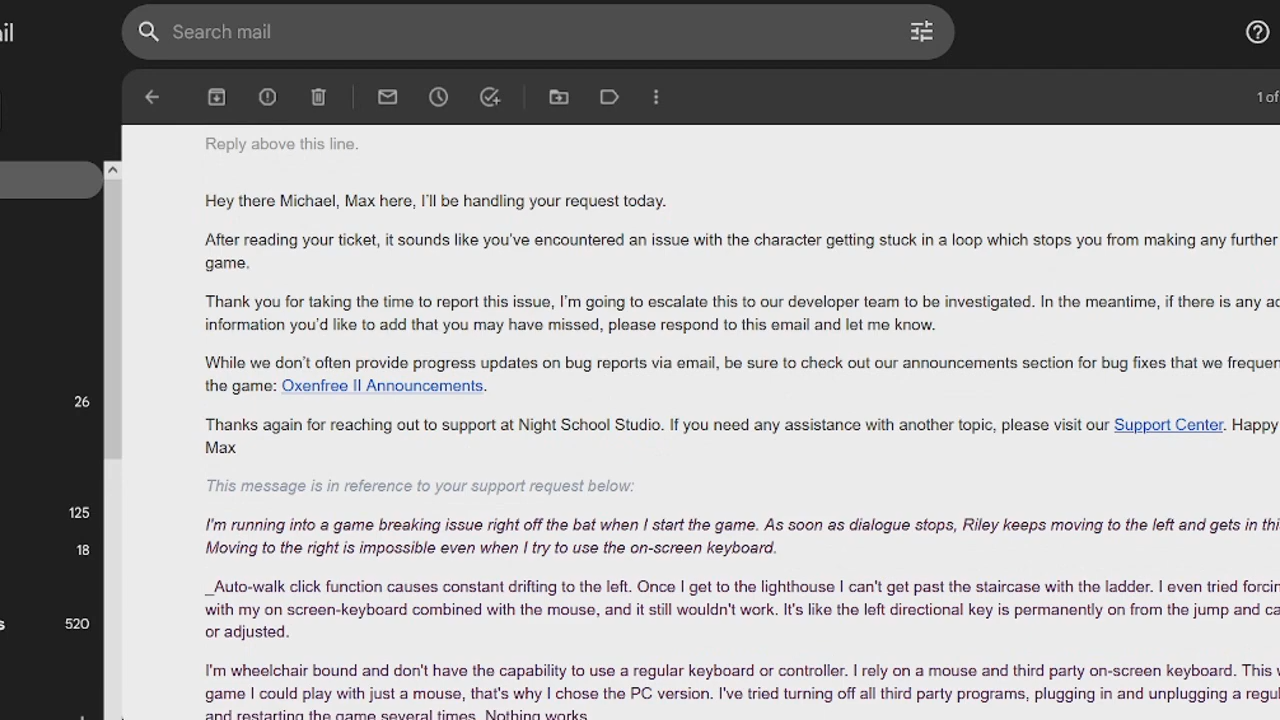 il
Search mail
1 of
Reply above this line.
Hey there Michael, Max here, I'll be handling your request today.
After reading your ticket, it sounds like you've encountered an issue with the character getting stuck in a loop which stops you from making any further
game.
Thank you for taking the time to report this issue, I'm going to escalate this to our developer team to be investigated. In the meantime, if there is any
information you'd like to add that you may have missed, please respond to this email and let me know.
While we don't often provide progress updates on bug reports via email, be sure to check out our announcements section for bug fixes that we
the game: Oxenfree II Announcements.
26
Thanks again for reaching out to support at Night School Studio. If you need any assistance with another topic, please visit our Support Center. Happy
Max
This message is in reference to your support request below:
125
I'm running into a game breaking issue right off the bat when I start the game. As soon as dialogue stops, Riley keeps moving to the left and gets in
Moving to the right is impossible even when I try to use the on-screen keyboard.
18
_Auto-walk click function causes constant drifting to the left. Once I get to the lighthouse I can't get past the staircase with the ladder. I even tried
with my on screen-keyboard combined with the mouse, and it still wouldn't work. It's like the left directional key is permanently on from the jump and
s 520
or adjusted.
I'm wheelchair bound and don't have the capability to use a regular keyboard or controller. I rely on a mouse and third party on-screen keyboard. This
game I could play with just a mouse, that's why I chose the PC version. I've tried turning off all third party programs, plugging in and unplugging a
and restarting the game several times. Nothing works